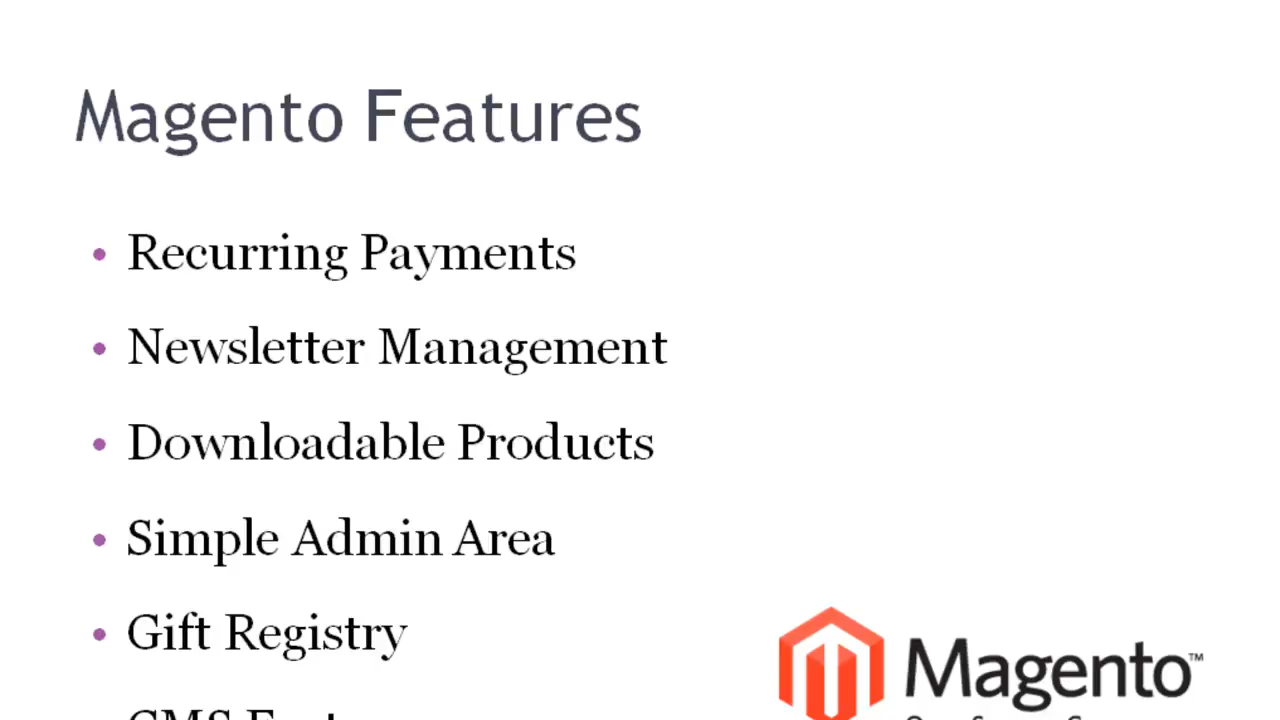 Magento Features
• Recurring Payments
• Newsletter Management
• Downloadable Products
• Simple Admin Area
• Gift Registry
Magento™